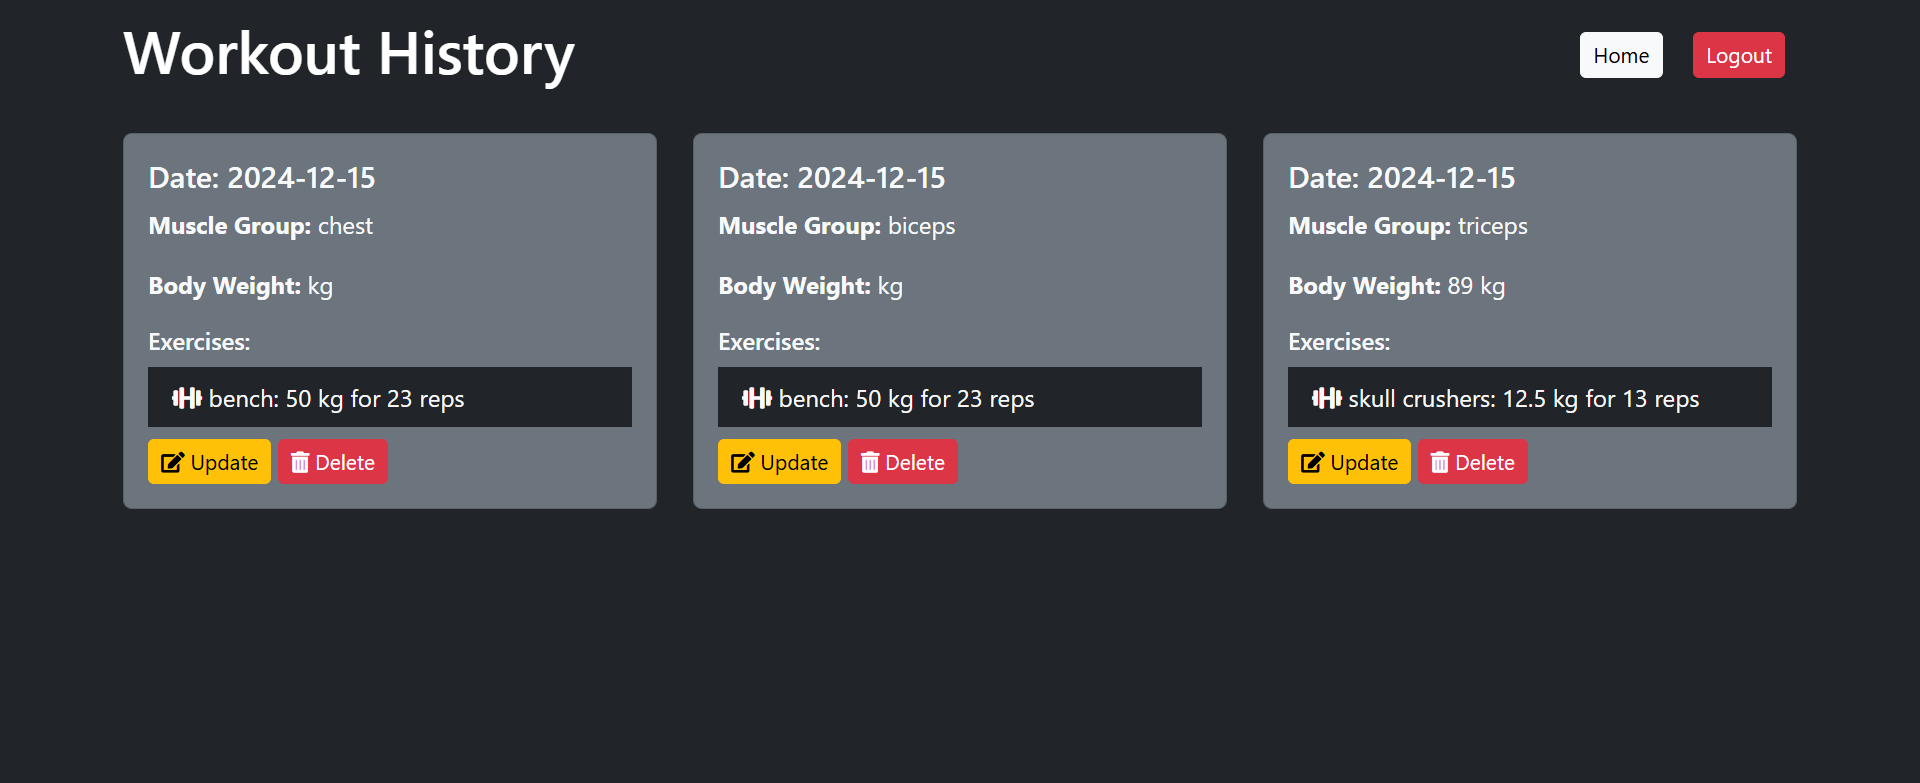 Workout History
Home
Logout
Date: 2024-12-15
Muscle Group: chest
Body Weight: kg
Exercises:
bench: 50 kg for 23 reps
Update
Delete
Date: 2024-12-15
Muscle Group: biceps
Body Weight: kg
Exercises:
bench: 50 kg for 23 reps
Update
Delete
Date: 2024-12-15
Muscle Group: triceps
Body Weight: 89 kg
Exercises:
skull crushers: 12.5 kg for 13 reps
Update
Delete